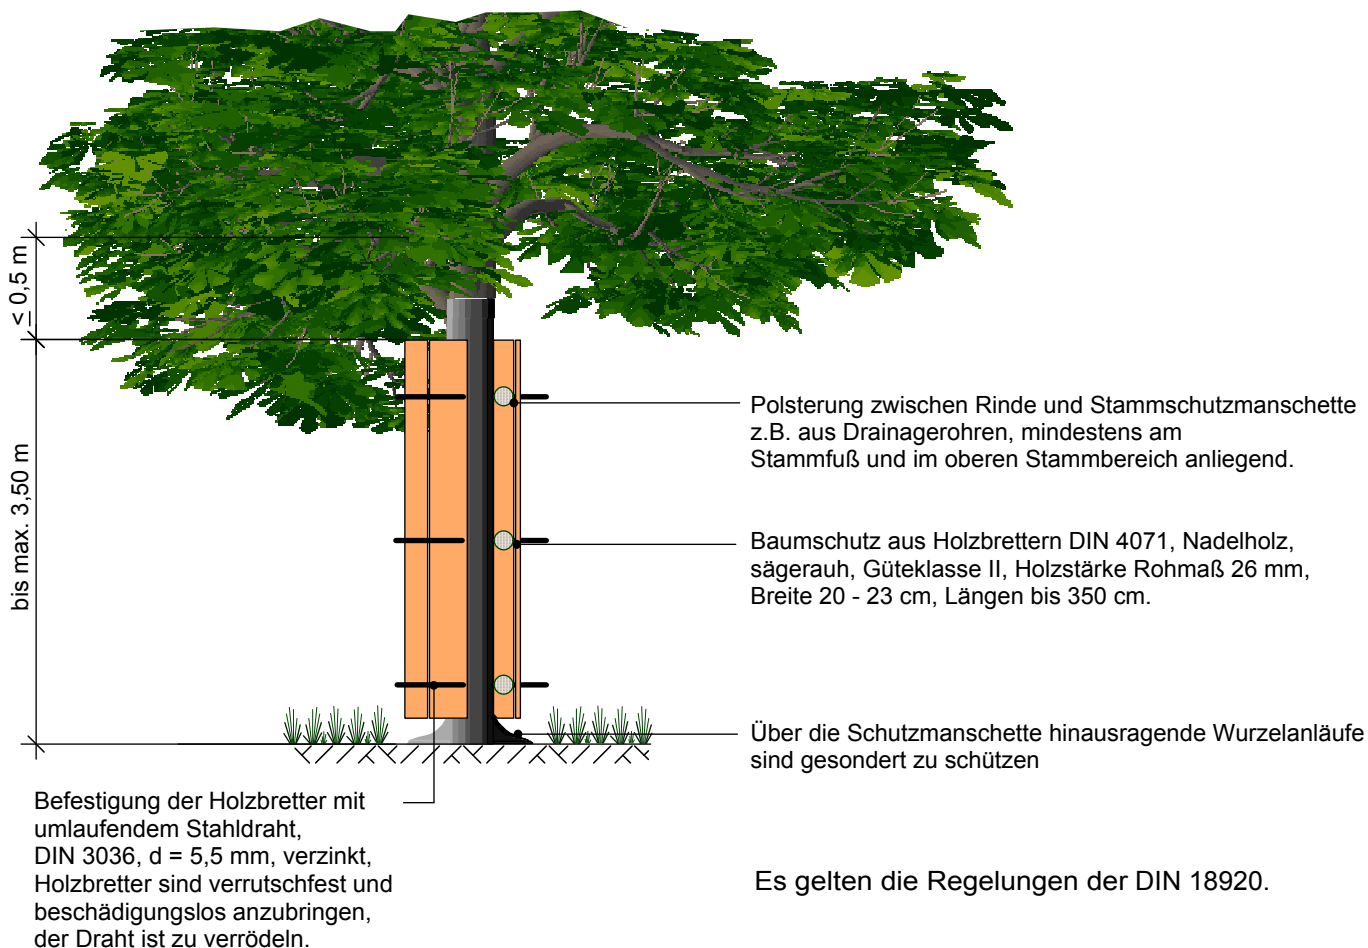 ≤ 0,5 m
bis max. 3,50 m
Polsterung zwischen Rinde und Stammschutzmanschette
z.B. aus Drainagerohren, mindestens am
Stammfuß und im oberen Stammbereich anliegend.
Baumschutz aus Holzbrettern DIN 4071, Nadelholz,
sägerauh, Güteklasse II, Holzstärke Rohmaß 26 mm,
Breite 20 - 23 cm, Längen bis 350 cm.
Über die Schutzmanschette hinausragende Wurzelanläufe
sind gesondert zu schützen
Befestigung der Holzbretter mit
umlaufendem Stahldraht,
DIN 3036, d = 5,5 mm, verzinkt,
Holzbretter sind verrutschfest und
beschädigungslos anzubringen,
der Draht ist zu verrödeln.
Es gelten die Regelungen der DIN 18920.